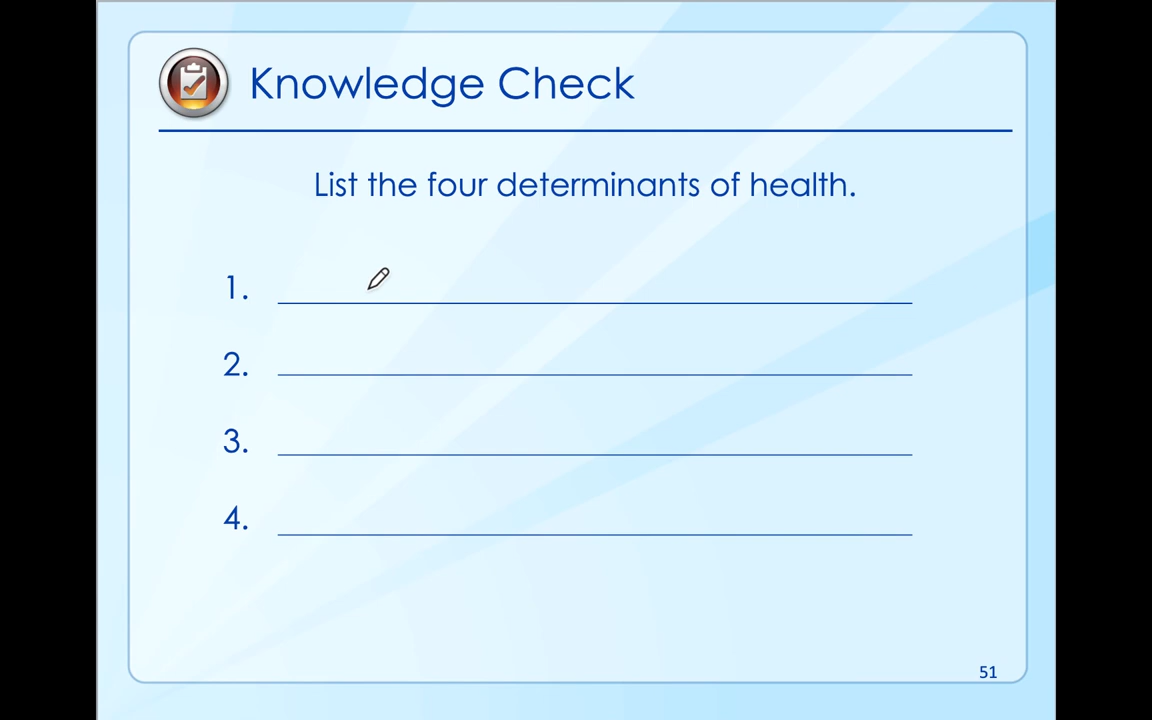 Knowledge Check
List the four determinants of health.
1.
2.
3.
4.
51